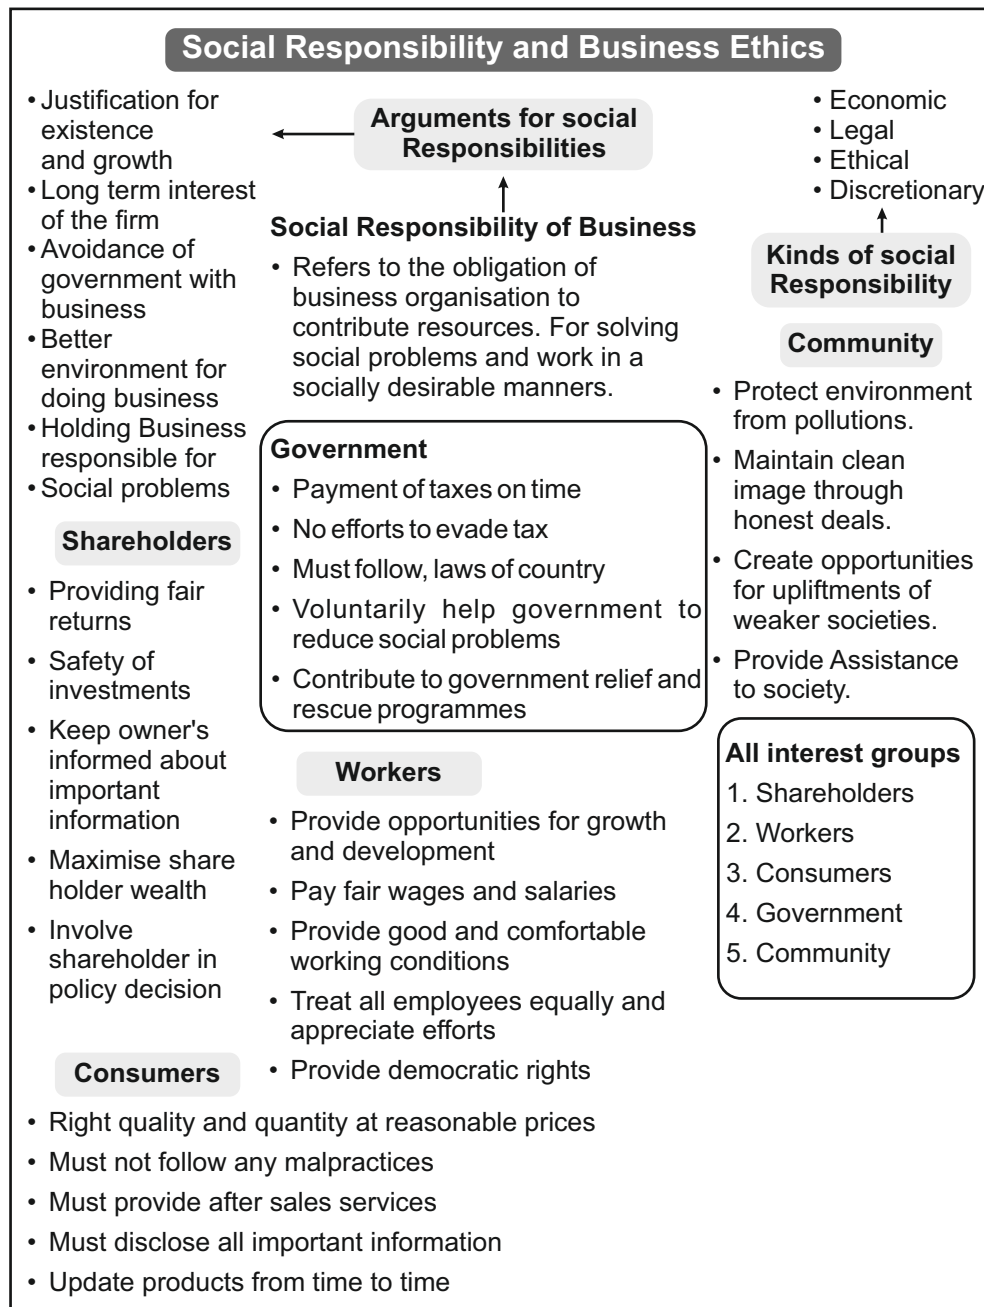 Social Responsibility and Business Ethics
• Justification for
existence
and growth
• Long term interest
of the firm
• Avoidance of
government with
business
• Better
environment for
doing business
• Holding Business
responsible for
• Social problems
Arguments for social
Responsibilities
Social Responsibility of Business
• Refers to the obligation of
business organisation to
contribute resources. For solving
social problems and work in a
socially desirable manners.
• Economic
• Legal
• Ethical
• Discretionary
Kinds of social
Responsibility
Community
• Protect environment
from pollutions.
• Maintain clean
image through
honest deals.
• Create opportunities
for upliftments of
weaker societies.
• Provide Assistance
to society.
Government
• Payment of taxes on time
• No efforts to evade tax
• Must follow, laws of country
• Voluntarily help government to
reduce social problems
• Contribute to government relief and
rescue programmes
Shareholders
• Providing fair
returns
• Safety of
investments
• Keep owner's
informed about
important
information
• Maximise share
holder wealth
• Involve
shareholder in
policy decision
Workers
• Provide opportunities for growth
and development
• Pay fair wages and salaries
• Provide good and comfortable
working conditions
• Treat all employees equally and
appreciate efforts
• Provide democratic rights
All interest groups
1. Shareholders
2. Workers
3. Consumers
4. Government
5. Community
Consumers
• Right quality and quantity at reasonable prices
• Must not follow any malpractices
• Must provide after sales services
• Must disclose all important information
• Update products from time to time